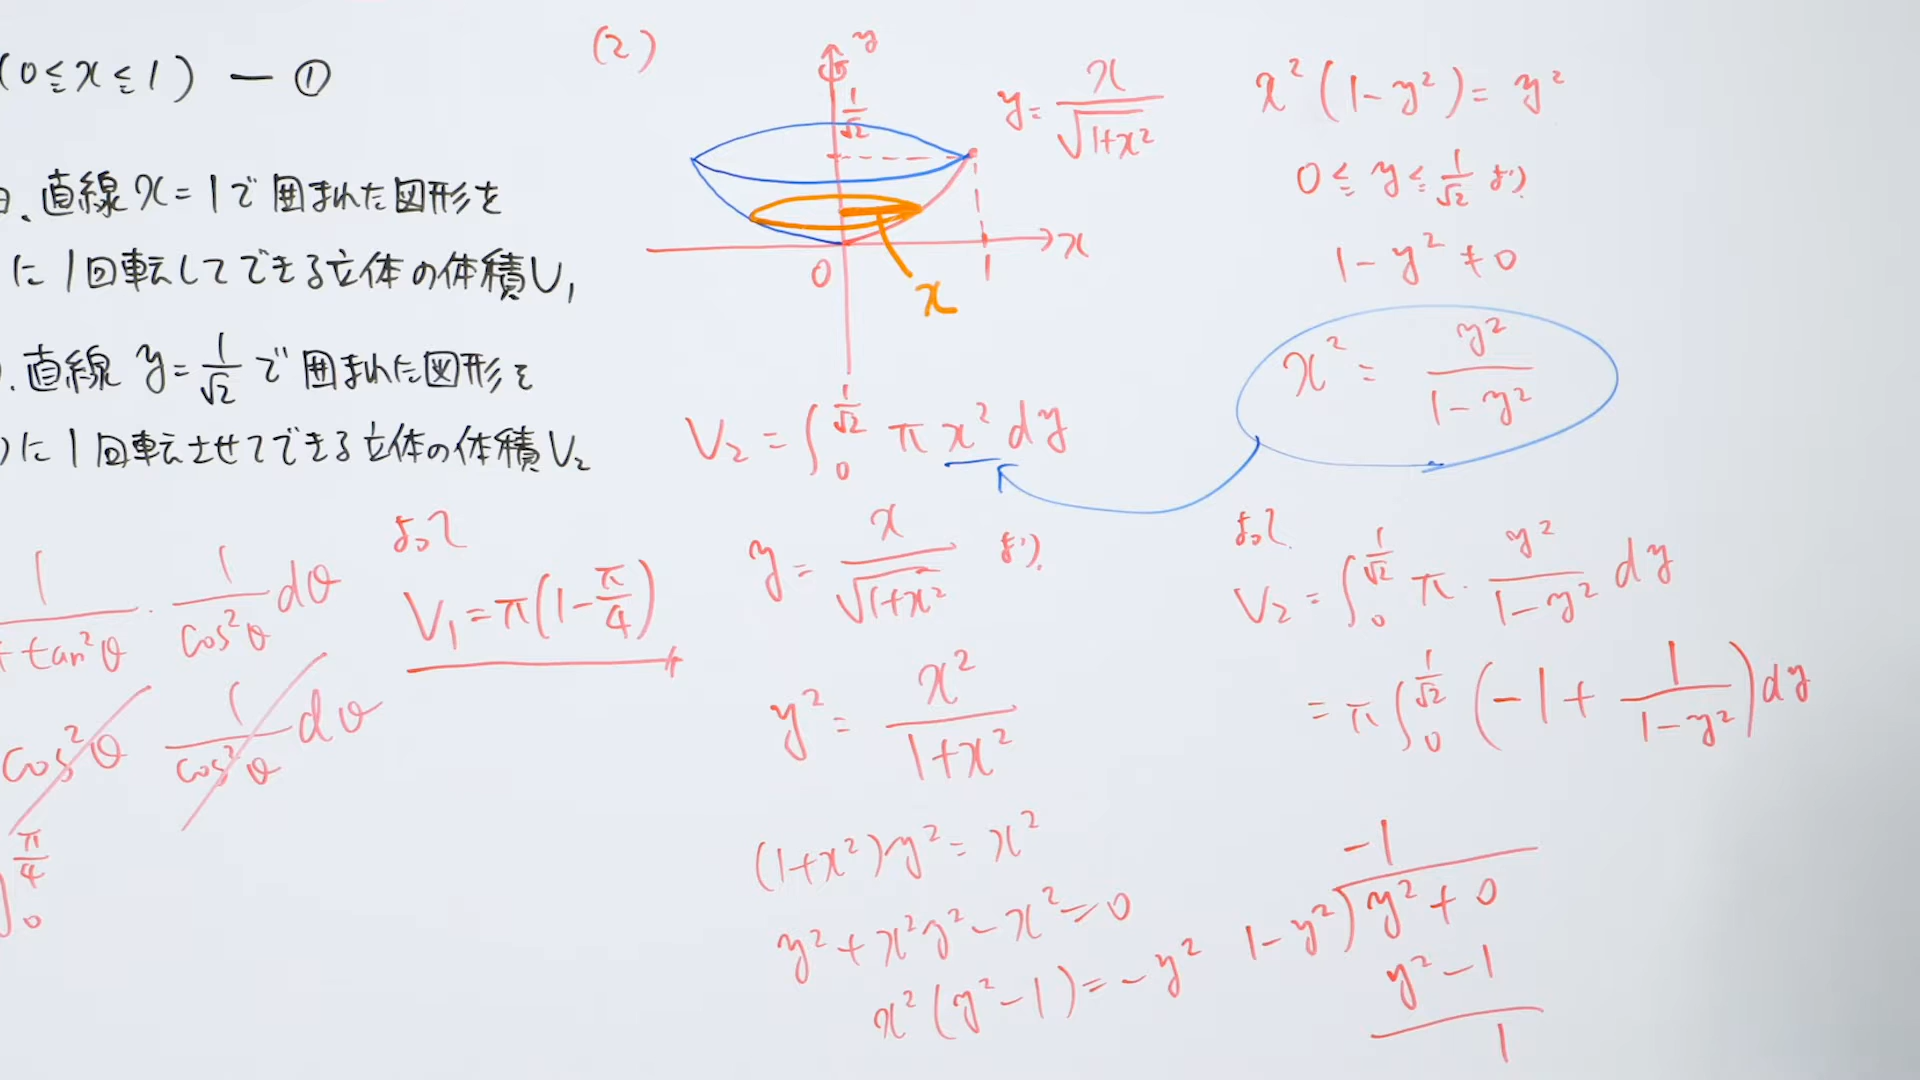 (0≦x≦1) ー ①
、直線x=1で囲まれた図形を
に1回転してできる立体の体積V₁
.直線 y=1/√2 で囲まれた図形を
)に1回転させてできる立体の体積V₂
1/(+tan²θ)・1/cos²θ dθ
cos²θ 1/cos²θ dθ
π/4
0
よって
V₁=π(1-π/4)
(2)
y
1/√2
x
0
1
x
y=x/√(1+x²)
V₂=∫₀^(1/√2) πx²dy
y=x/√(1+x²) より
y²=x²/(1+x²)
(1+x²)y²=x²
y²+x²y²-x²=0
x²(y²-1)=-y²
x²(1-y²)=y²
0≦y≦1/√2 より
1-y²≠0
x²=y²/(1-y²)
よって
V₂=∫₀^(1/√2) π・y²/(1-y²) dy
=π∫₀^(1/√2) (-1+1/(1-y²))dy
-1
1-y²)y²+0
y²-1
1